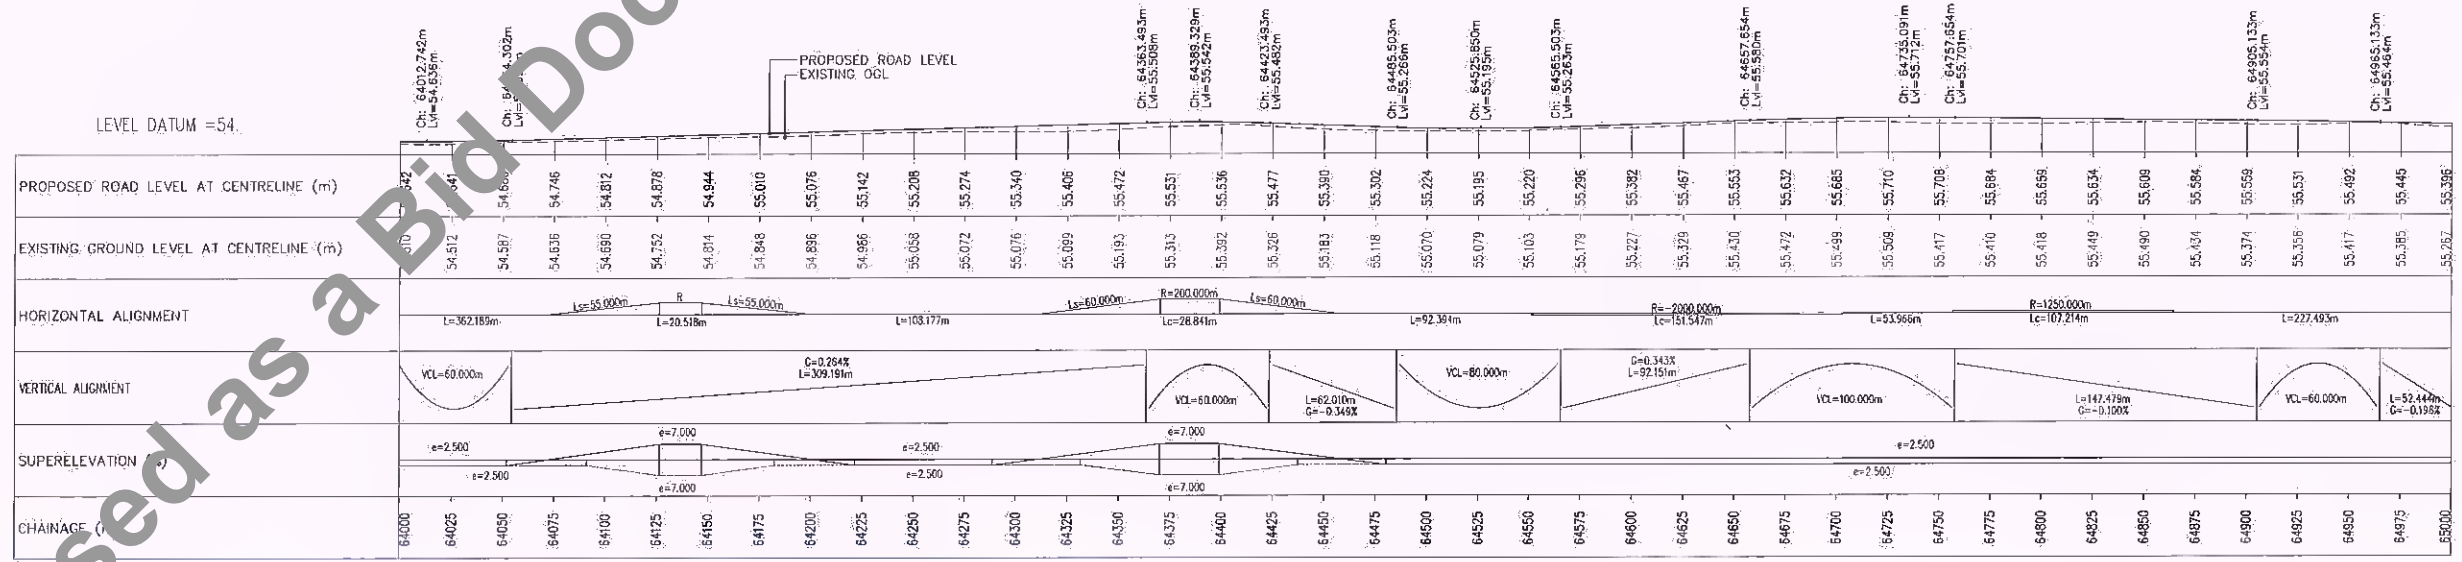 Ch: 64012.742m
Lvl=54.636m
Ch: 64363.493m
Lvl=55.508m
Ch: 64389.329m
Lvl=55.542m
Ch: 64423.493m
Lvl=55.482m
Ch: 64485.503m
Lvl=55.266m
Ch: 64525.850m
Lvl=55.195m
Ch: 64565.503m
Lvl=55.263m
Ch: 64657.654m
Lvl=55.580m
Ch: 64735.091m
Lvl=55.712m
Ch: 64757.654m
Lvl=55.701m
Ch: 64905.133m
Lvl=55.554m
Ch: 64965.133m
Lvl=55.464m
PROPOSED ROAD LEVEL
EXISTING OGL
LEVEL DATUM =54.
PROPOSED ROAD LEVEL AT CENTRELINE (m)
54.746 54.812 54.878 54.944 55.010 55.076 55.142 55.208 55.274 55.340 55.406 55.472 55.531 55.536 55.477 55.390 55.302 55.224 55.195 55.220 55.296 55.382 55.467 55.553 55.632 55.685 55.710 55.708 55.684 55.659 55.634 55.609 55.584 55.559 55.531 55.492 55.445 55.396
EXISTING GROUND LEVEL AT CENTRELINE (m)
54.512 54.587 54.636 54.690 54.752 54.814 54.848 54.896 54.986 55.058 55.072 55.076 55.099 55.193 55.313 55.392 55.326 55.183 55.118 55.070 55.079 55.103 55.179 55.227 55.329 55.430 55.472 55.499 55.509 55.417 55.410 55.418 55.449 55.490 55.434 55.374 55.356 55.417 55.385 55.267
HORIZONTAL ALIGNMENT
L=362.189m
Ls=55.000m
R
L=20.518m
Ls=55.000m
L=103.177m
Ls=60.000m
R=200.000m
Lc=28.841m
Ls=60.000m
L=92.394m
R=-2000.000m
Lc=151.547m
L=53.966m
R=1250.000m
Lc=107.214m
L=227.493m
VERTICAL ALIGNMENT
VCL=60.000m
G=0.264%
L=309.191m
VCL=60.000m
L=62.010m
G=-0.349%
VCL=80.000m
G=0.343%
L=92.151m
VCL=100.000m
L=147.479m
G=-0.100%
VCL=60.000m
L=52.444m
G=-0.196%
SUPERELEVATION
e=2.500
e=2.500
e=7.000
e=7.000
e=2.500
e=2.500
e=7.000
e=7.000
e=2.500
e=2.500
CHAINAGE
64000 64025 64050 64075 64100 64125 64150 64175 64200 64225 64250 64275 64300 64325 64350 64375 64400 64425 64450 64475 64500 64525 64550 64575 64600 64625 64650 64675 64700 64725 64750 64775 64800 64825 64850 64875 64900 64925 64950 64975 65000
sed as a Bid Doc